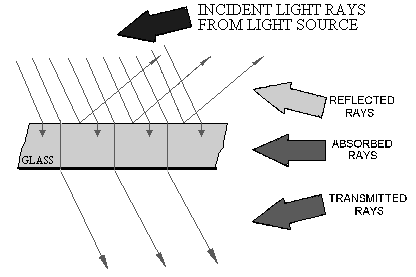 INCIDENT LIGHT RAYS
FROM LIGHT SOURCE
REFLECTED
RAYS
ABSORBED
RAYS
GLASS
TRANSMITTED
RAYS